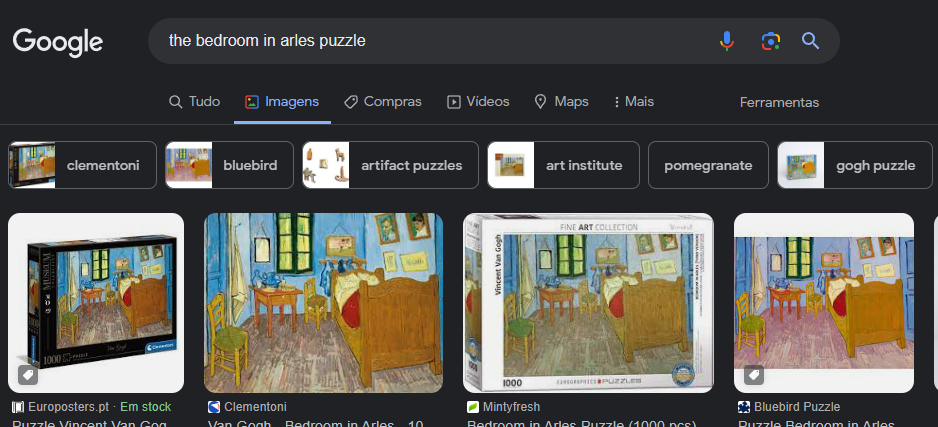 Google
the bedroom in arles puzzle
Tudo
Imagens
Compras
Vídeos
Maps
Mais
Ferramentas
clementoni
bluebird
artifact puzzles
art institute
pomegranate
gogh puzzle
MUSEUM
1000
Clementoni
FINE ART COLLECTION
Vincent Van Gogh
1000
EUROGRAPHICS PUZZLES
Europosters.pt · Em stock
Clementoni
Mintyfresh
Bluebird Puzzle
Puzzle Vincent Van Gog
Van Gogh - Bedroom in Arles - 10
Bedroom in Arles Puzzle (1000 pcs)
Puzzle Bedroom in Arles